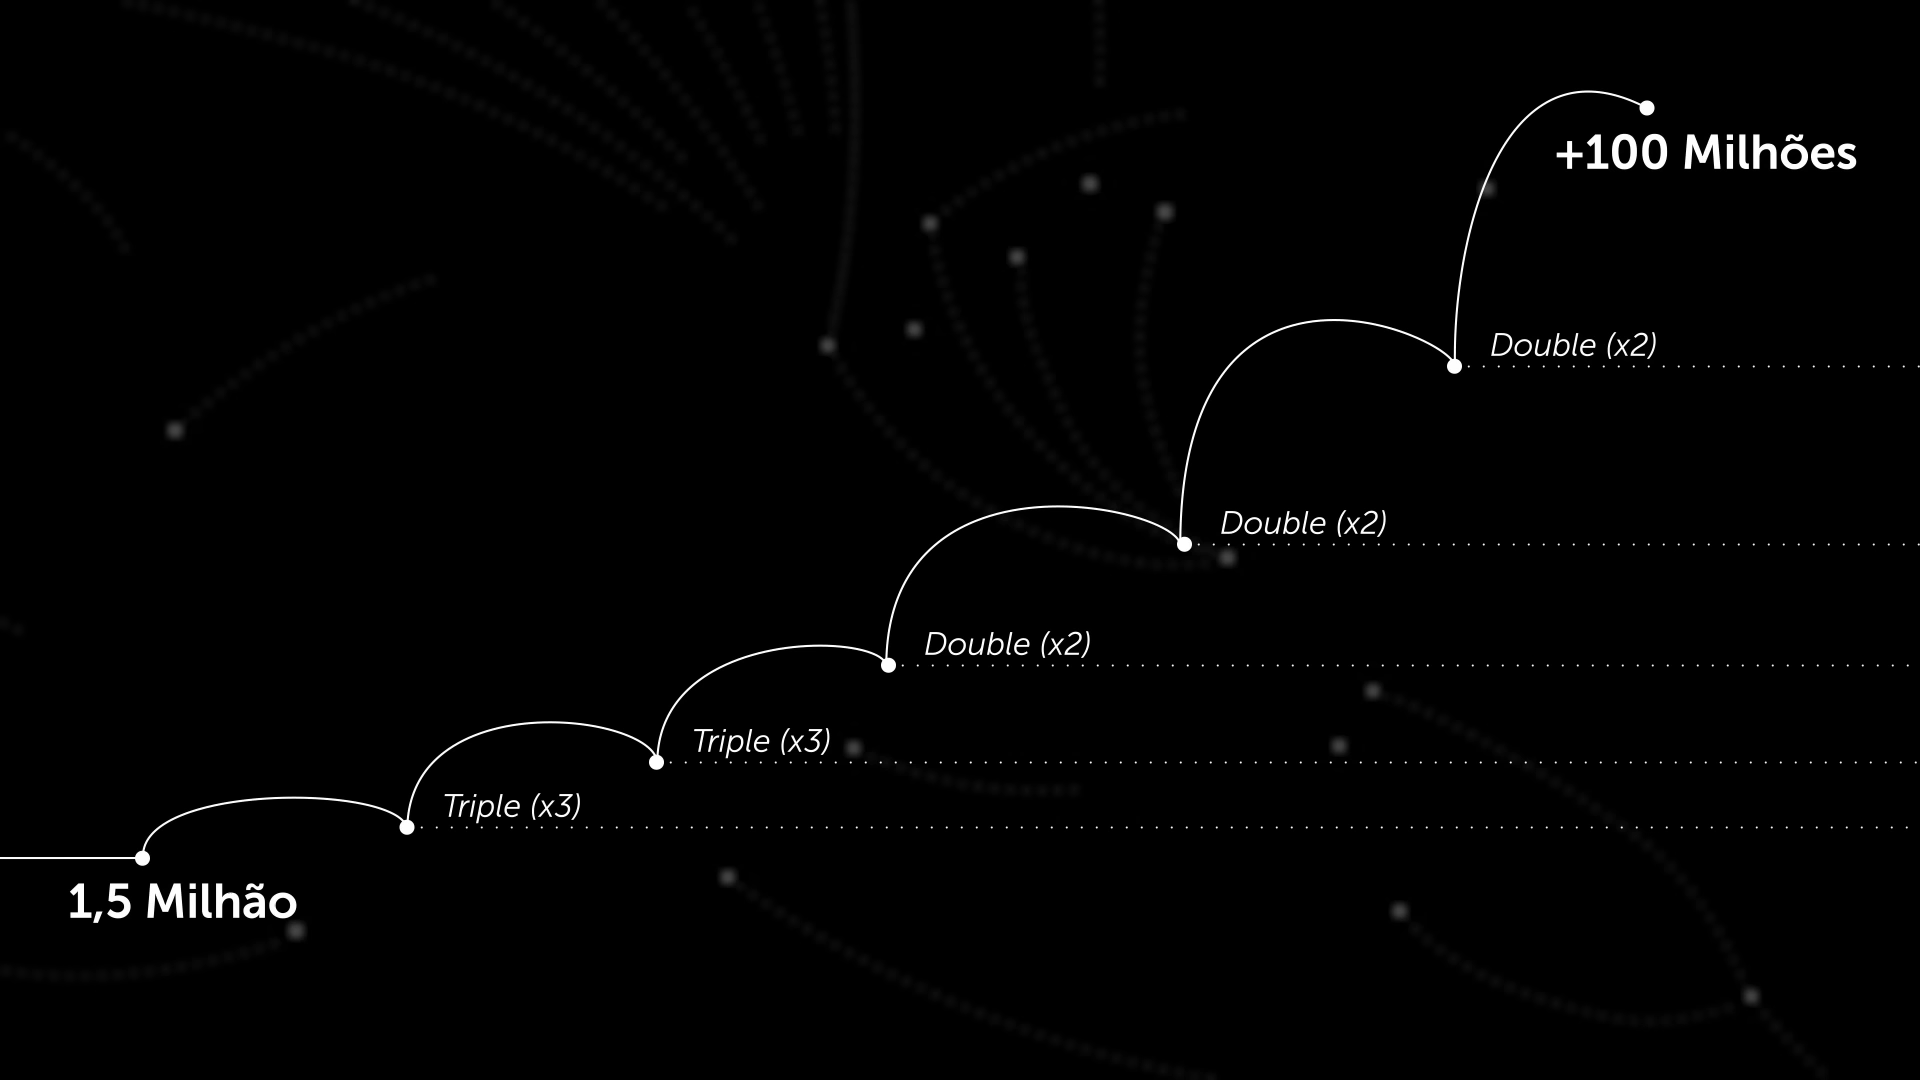 +100 Milhões
Double (x2)
Double (x2)
Double (x2)
Triple (x3)
Triple (x3)
1,5 Milhão